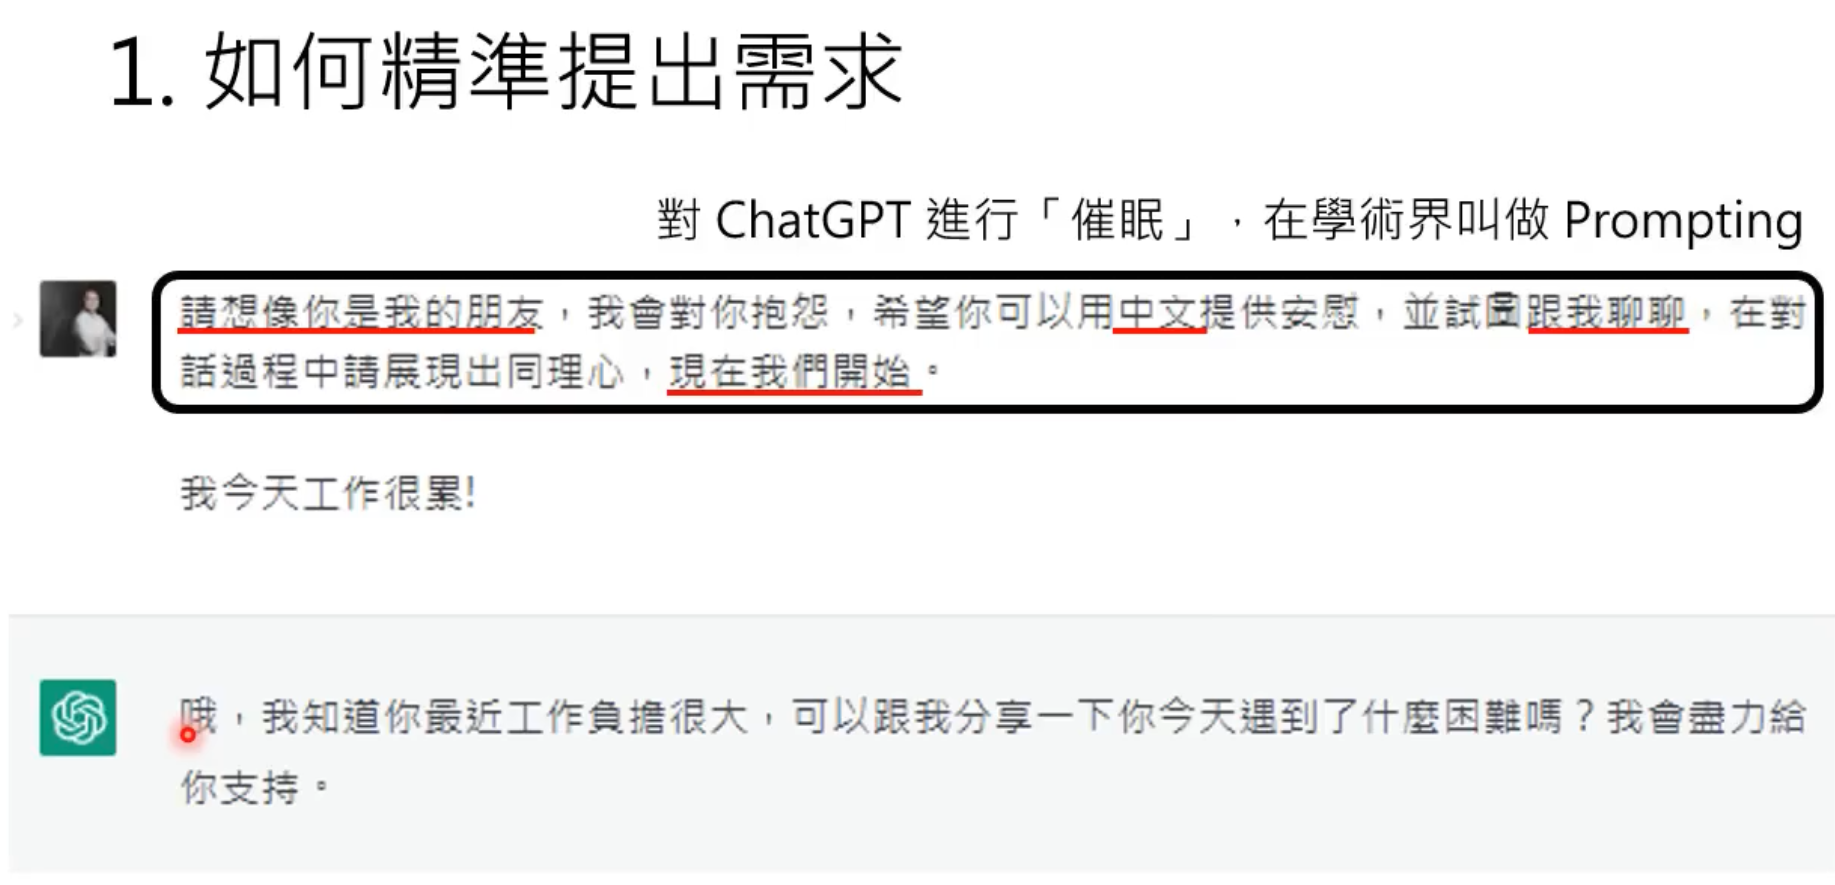 1. 如何精準提出需求
對 ChatGPT 進行「催眠」，在學術界叫做 Prompting
請想像你是我的朋友，我會對你抱怨，希望你可以用中文提供安慰，並試圖跟我聊聊，在對
話過程中請展現出同理心，現在我們開始。
我今天工作很累!
哦，我知道你最近工作負擔很大，可以跟我分享一下你今天遇到了什麼困難嗎？我會盡力給
你支持。